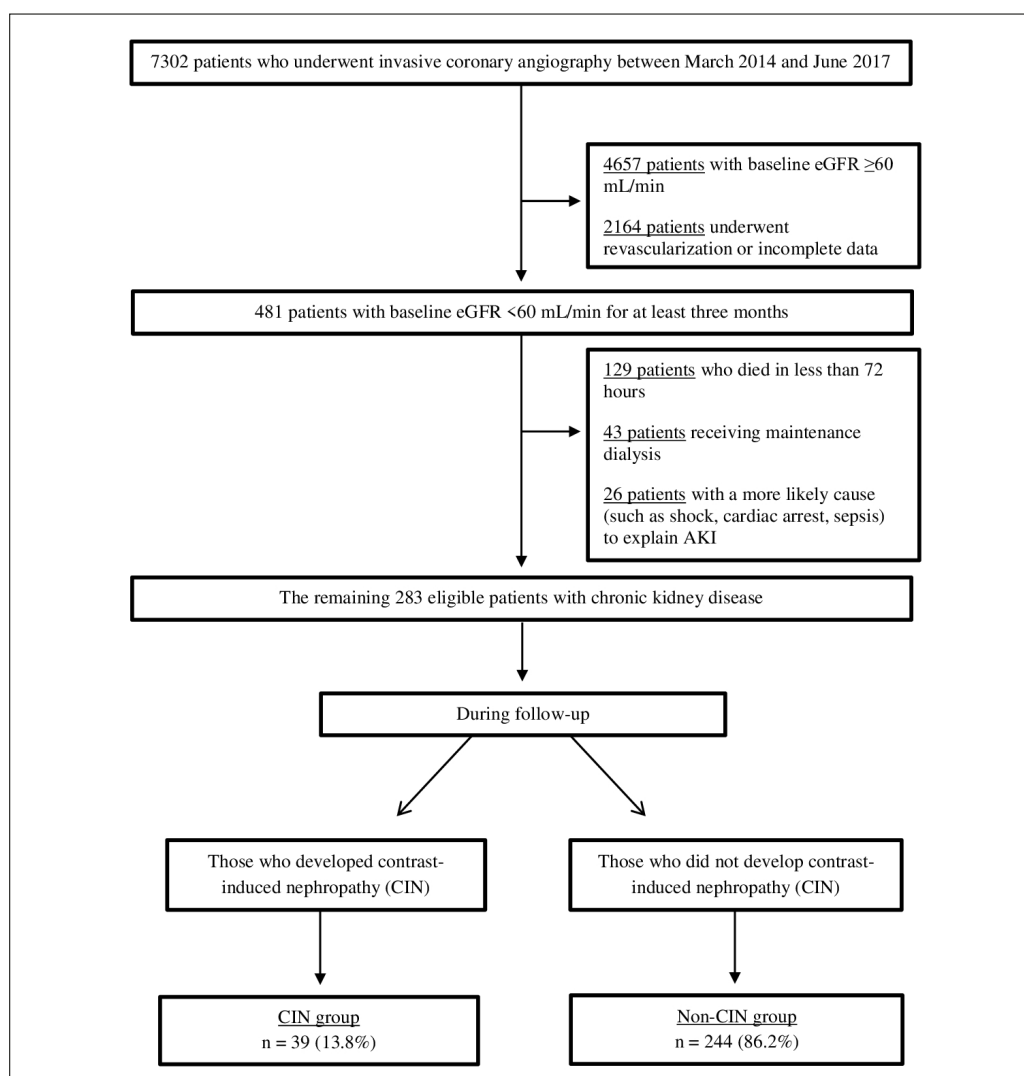 7302 patients who underwent invasive coronary angiography between March 2014 and June 2017
4657 patients with baseline eGFR ≥60
mL/min
2164 patients underwent
revascularization or incomplete data
481 patients with baseline eGFR <60 mL/min for at least three months
129 patients who died in less than 72
hours
43 patients receiving maintenance
dialysis
26 patients with a more likely cause
(such as shock, cardiac arrest, sepsis)
to explain AKI
The remaining 283 eligible patients with chronic kidney disease
During follow-up
Those who developed contrast-
induced nephropathy (CIN)
Those who did not develop contrast-
induced nephropathy (CIN)
CIN group
n = 39 (13.8%)
Non-CIN group
n = 244 (86.2%)